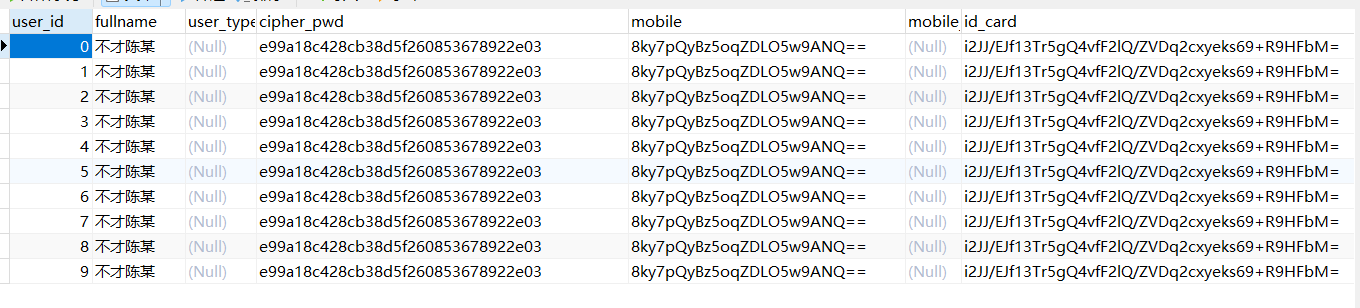 user_id fullname user_type cipher_pwd mobile mobile_ id_card
0 不才陈某 (Null) e99a18c428cb38d5f260853678922e03 8ky7pQyBz5oqZDLO5w9ANQ== (Null) i2JJ/EJf13Tr5gQ4vfF2lQ/ZVDq2cxyeks69+R9HFbM=
1 不才陈某 (Null) e99a18c428cb38d5f260853678922e03 8ky7pQyBz5oqZDLO5w9ANQ== (Null) i2JJ/EJf13Tr5gQ4vfF2lQ/ZVDq2cxyeks69+R9HFbM=
2 不才陈某 (Null) e99a18c428cb38d5f260853678922e03 8ky7pQyBz5oqZDLO5w9ANQ== (Null) i2JJ/EJf13Tr5gQ4vfF2lQ/ZVDq2cxyeks69+R9HFbM=
3 不才陈某 (Null) e99a18c428cb38d5f260853678922e03 8ky7pQyBz5oqZDLO5w9ANQ== (Null) i2JJ/EJf13Tr5gQ4vfF2lQ/ZVDq2cxyeks69+R9HFbM=
4 不才陈某 (Null) e99a18c428cb38d5f260853678922e03 8ky7pQyBz5oqZDLO5w9ANQ== (Null) i2JJ/EJf13Tr5gQ4vfF2lQ/ZVDq2cxyeks69+R9HFbM=
5 不才陈某 (Null) e99a18c428cb38d5f260853678922e03 8ky7pQyBz5oqZDLO5w9ANQ== (Null) i2JJ/EJf13Tr5gQ4vfF2lQ/ZVDq2cxyeks69+R9HFbM=
6 不才陈某 (Null) e99a18c428cb38d5f260853678922e03 8ky7pQyBz5oqZDLO5w9ANQ== (Null) i2JJ/EJf13Tr5gQ4vfF2lQ/ZVDq2cxyeks69+R9HFbM=
7 不才陈某 (Null) e99a18c428cb38d5f260853678922e03 8ky7pQyBz5oqZDLO5w9ANQ== (Null) i2JJ/EJf13Tr5gQ4vfF2lQ/ZVDq2cxyeks69+R9HFbM=
8 不才陈某 (Null) e99a18c428cb38d5f260853678922e03 8ky7pQyBz5oqZDLO5w9ANQ== (Null) i2JJ/EJf13Tr5gQ4vfF2lQ/ZVDq2cxyeks69+R9HFbM=
9 不才陈某 (Null) e99a18c428cb38d5f260853678922e03 8ky7pQyBz5oqZDLO5w9ANQ== (Null) i2JJ/EJf13Tr5gQ4vfF2lQ/ZVDq2cxyeks69+R9HFbM=